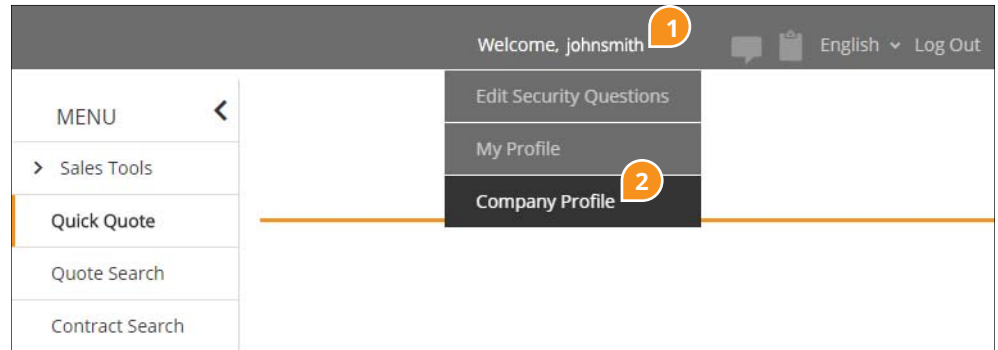 Welcome, johnsmith 1 English Log Out
Edit Security Questions
MENU
My Profile
Sales Tools
2
Company Profile
Quick Quote
Quote Search
Contract Search